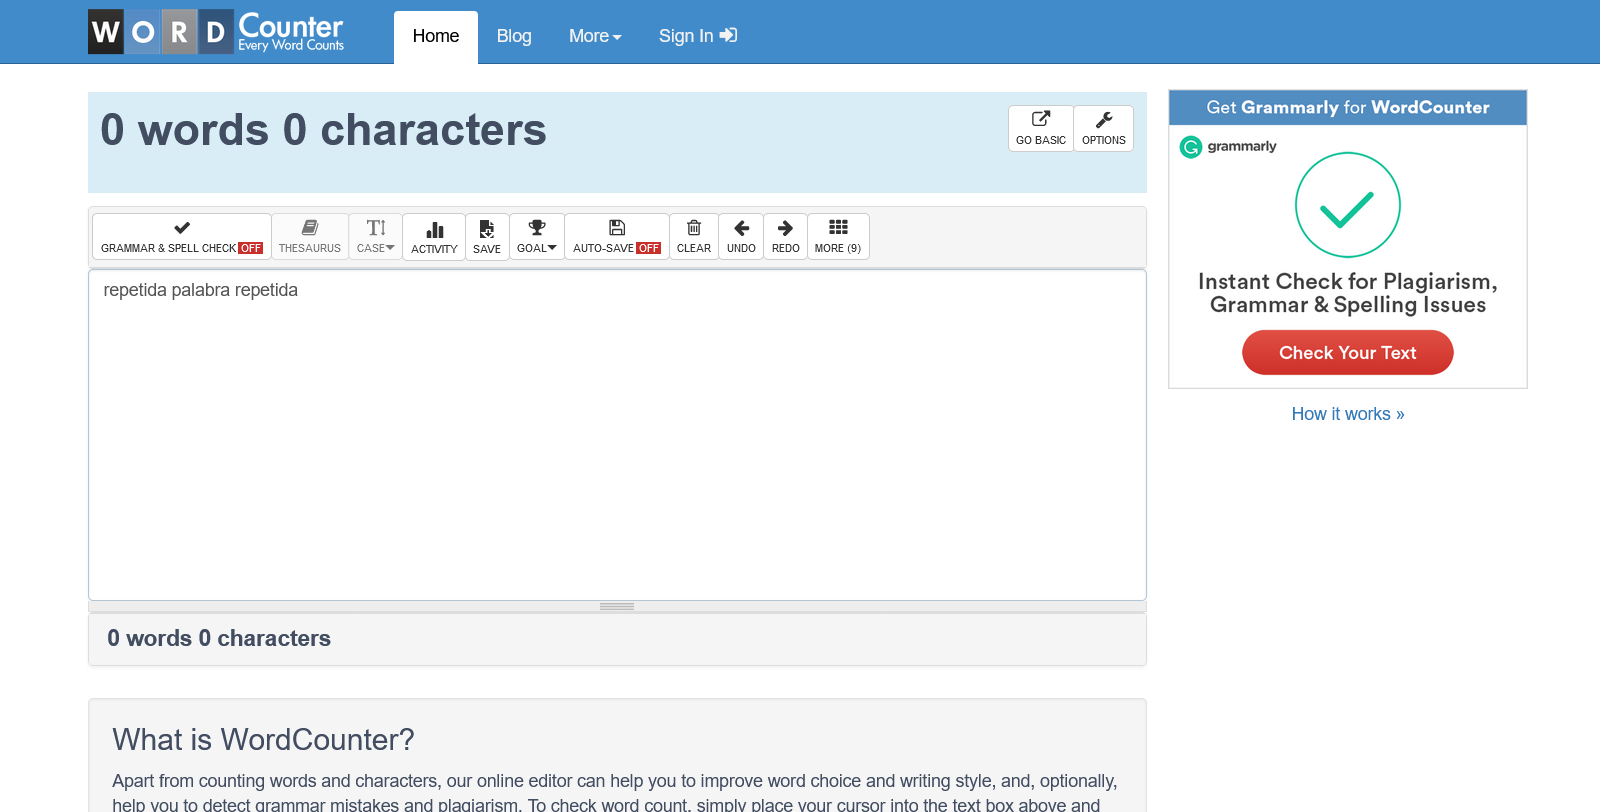 WORD Counter
Every Word Counts
Home Blog More Sign In
0 words 0 characters
GO BASIC OPTIONS
GRAMMAR & SPELL CHECK OFF THESAURUS CASE ACTIVITY SAVE GOAL AUTO-SAVE OFF CLEAR UNDO REDO MORE (9)
repetida palabra repetida
0 words 0 characters
What is WordCounter?
Apart from counting words and characters, our online editor can help you to improve word choice and writing style, and, optionally,
help you to detect grammar mistakes and plagiarism. To check word count, simply place your cursor into the text box above and
Get Grammarly for WordCounter
grammarly
Instant Check for Plagiarism,
Grammar & Spelling Issues
Check Your Text
How it works »